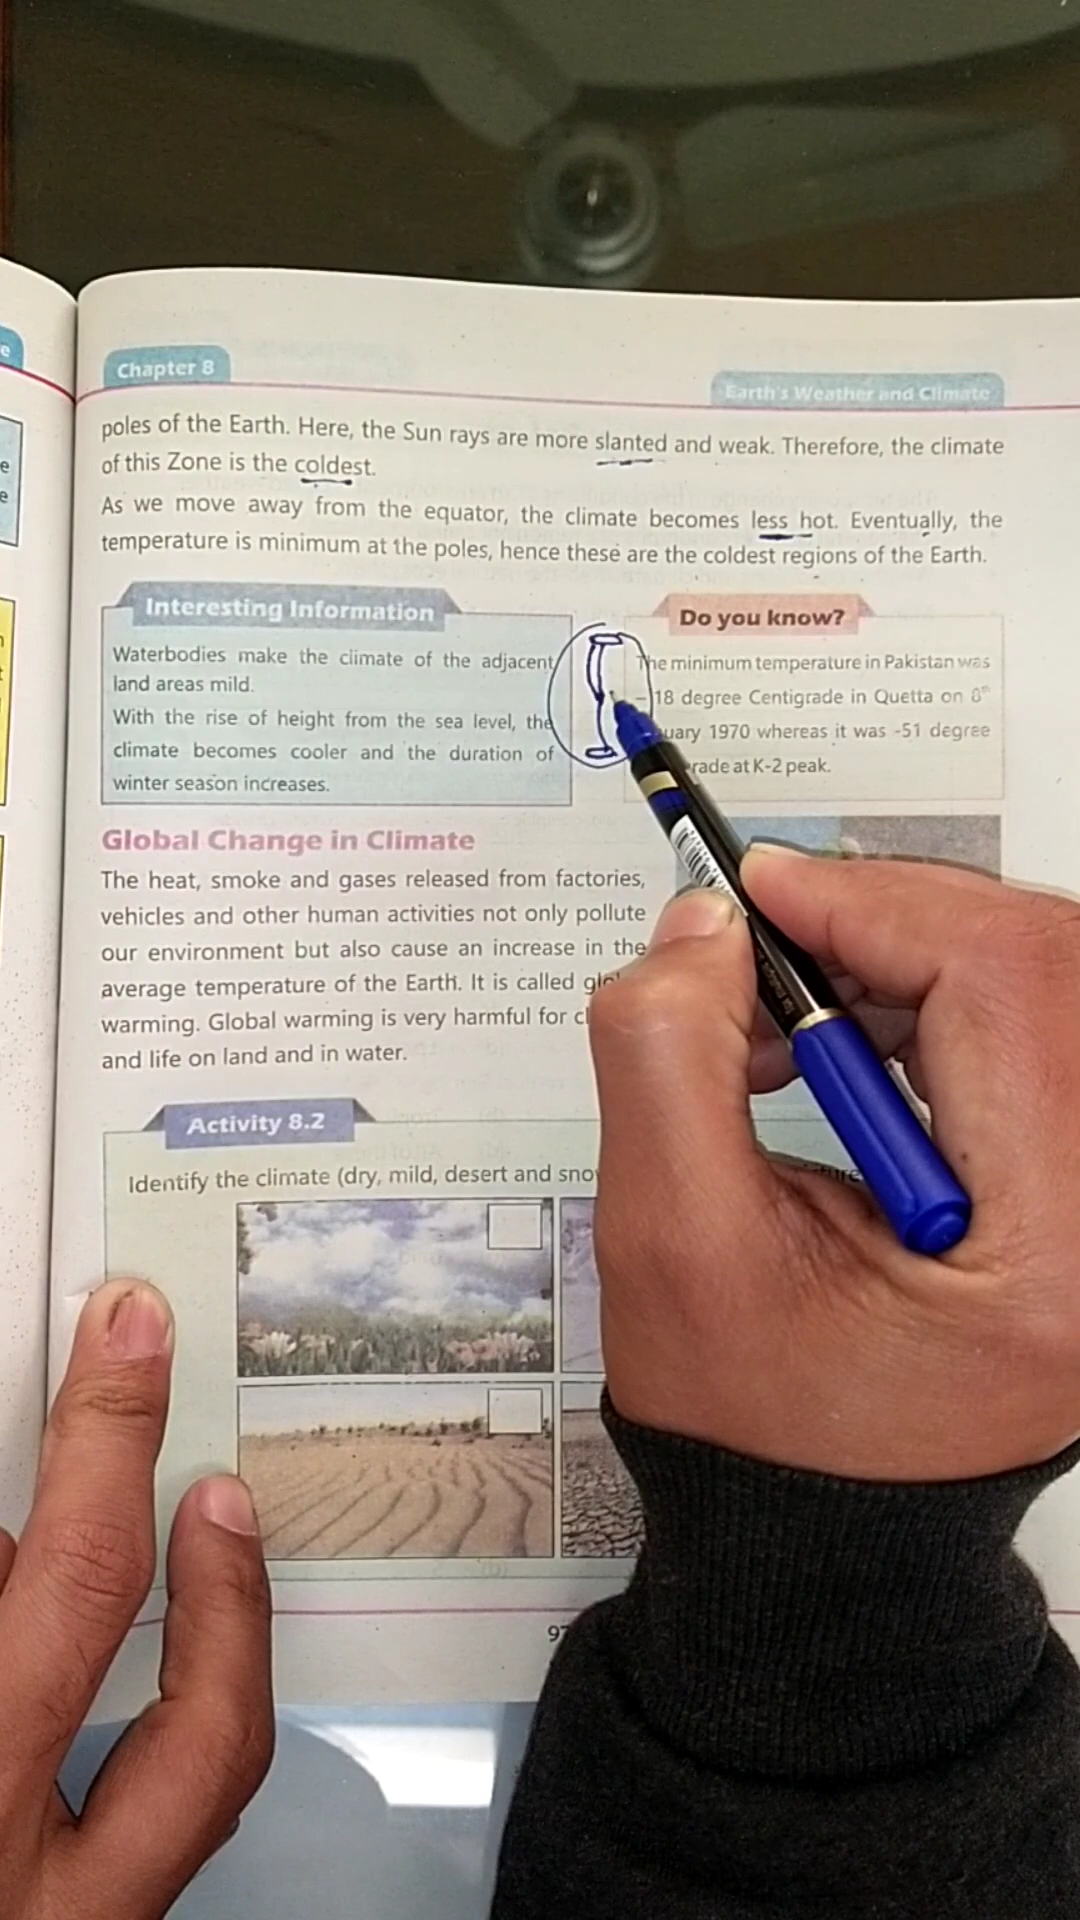 Chapter 8
Earth's Weather and Climate
poles of the Earth. Here, the Sun rays are more slanted and weak. Therefore, the climate
of this Zone is the coldest.
As we move away from the equator, the climate becomes less hot. Eventually, the
temperature is minimum at the poles, hence these are the coldest regions of the Earth.
Interesting Information
Waterbodies make the climate of the adjacent
land areas mild.
With the rise of height from the sea level, the
climate becomes cooler and the duration of
winter season increases.
Do you know?
The minimum temperature in Pakistan was
-18 degree Centigrade in Quetta on 8th
uary 1970 whereas it was -51 degree
rade at K-2 peak.
Global Change in Climate
The heat, smoke and gases released from factories,
vehicles and other human activities not only pollute
our environment but also cause an increase in the
average temperature of the Earth. It is called
warming. Global warming is very harmful for
and life on land and in water.
Activity 8.2
Identify the climate (dry, mild, desert and
97